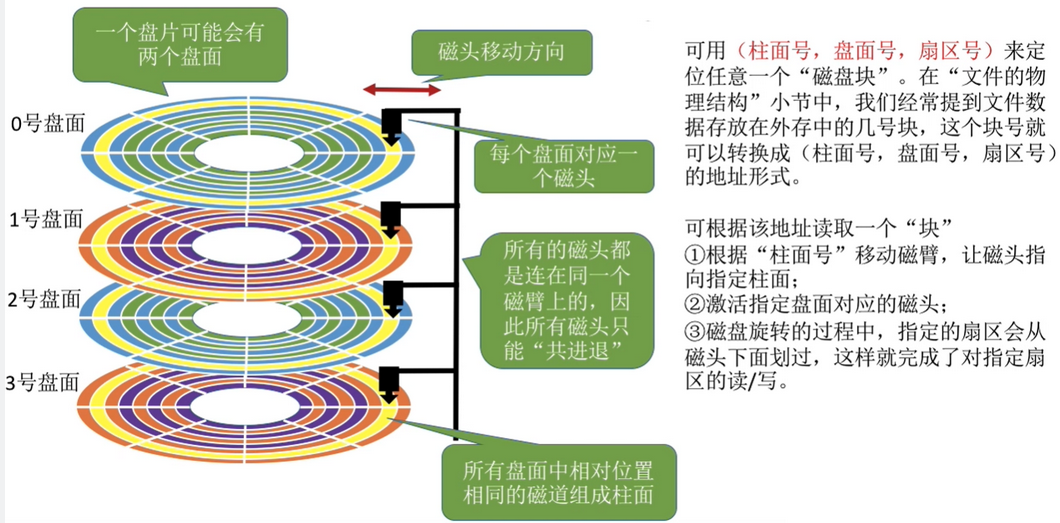 一个盘片可能会有
两个盘面
磁头移动方向
0号盘面
每个盘面对应一
个磁头
1号盘面
所有的磁头都
是连在同一个
磁臂上的，因
此所有磁头只
能“共进退”
2号盘面
3号盘面
所有盘面中相对位置
相同的磁道组成柱面
可用（柱面号，盘面号，扇区号）来定
位任意一个“磁盘块”。在“文件的物
理结构”小节中，我们经常提到文件数
据存放在外存中的几号块，这个块号就
可以转换成（柱面号，盘面号，扇区号）
的地址形式。
可根据该地址读取一个“块”
①根据“柱面号”移动磁臂，让磁头指
向指定柱面；
②激活指定盘面对应的磁头；
③磁盘旋转的过程中，指定的扇区会从
磁头下面划过，这样就完成了对指定扇
区的读/写。